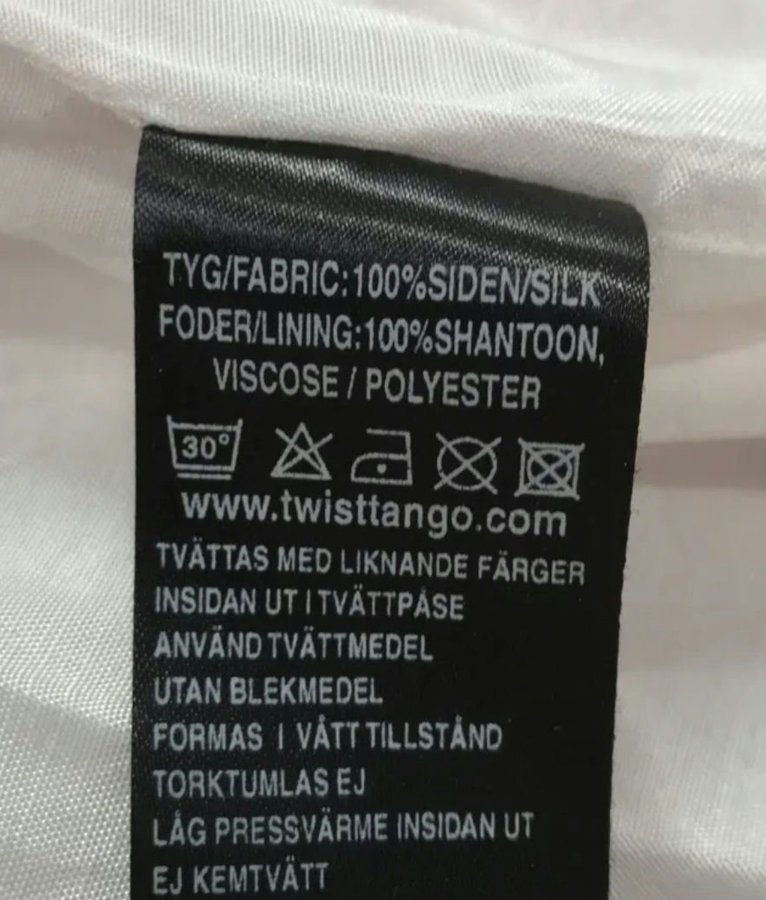 TYG/FABRIC:100%SIDEN/SILK
FODER/LINING:100%SHANTOON,
VISCOSE / POLYESTER
30°
www.twisttango.com
TVÄTTAS MED LIKNANDE FÄRGER
INSIDAN UT I TVÄTTPÅSE
ANVÄND TVÄTTMEDEL
UTAN BLEKMEDEL
FORMAS I VÅTT TILLSTÅND
TORKTUMLAS EJ
LÅG PRESSVÄRME INSIDAN UT
EJ KEMTVÄTT